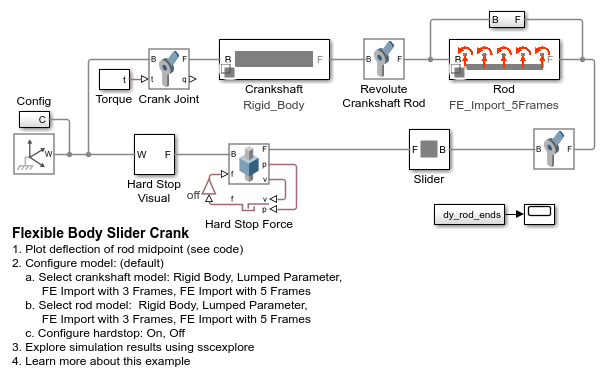 B F
B F
B F
B F
B F
t
t q
Torque
Crank Joint
Crankshaft
Rigid_Body
Revolute
Crankshaft Rod
Rod
FE_Import_5Frames
Config
C
W
W F
Hard Stop
Visual
B F
p
v
f
f v
p
off
Hard Stop Force
F B
Slider
B F
dy_rod_ends
Flexible Body Slider Crank
1. Plot deflection of rod midpoint (see code)
2. Configure model: (default)
a. Select crankshaft model: Rigid Body, Lumped Parameter,
FE Import with 3 Frames, FE Import with 5 Frames
b. Select rod model: Rigid Body, Lumped Parameter,
FE Import with 3 Frames, FE Import with 5 Frames
c. Configure hardstop: On, Off
3. Explore simulation results using sscexplore
4. Learn more about this example